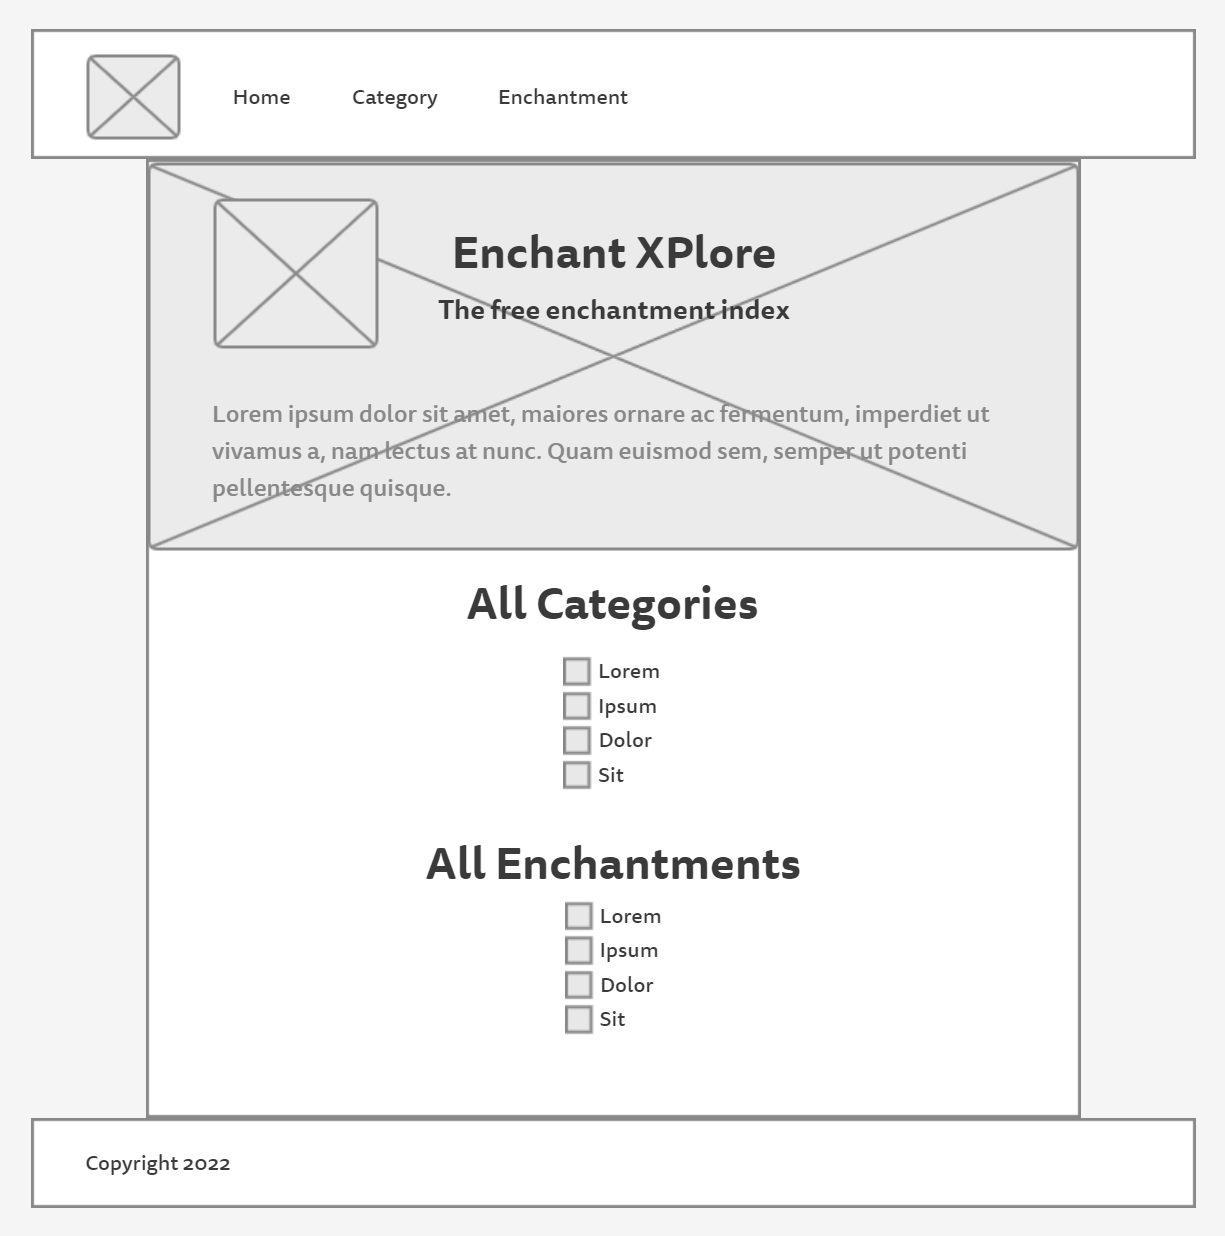 Home Category Enchantment
Enchant XPlore
The free enchantment index
Lorem ipsum dolor sit amet, maiores ornare ac fermentum, imperdiet ut
vivamus a, nam lectus at nunc. Quam euismod sem, semper ut potenti
pellentesque quisque.
All Categories
Lorem
Ipsum
Dolor
Sit
All Enchantments
Lorem
Ipsum
Dolor
Sit
Copyright 2022